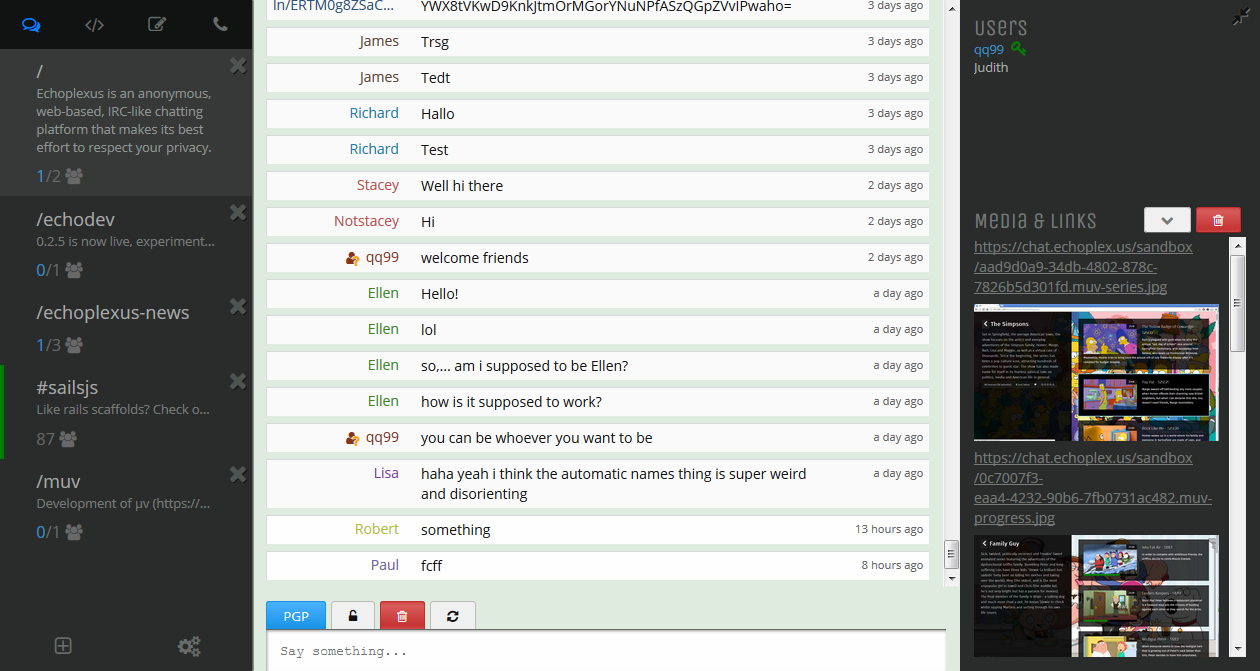 /
Echoplexus is an anonymous,
web-based, IRC-like chatting
platform that makes its best
effort to respect your privacy.
1/2
/echodev
0.2.5 is now live, experiment...
0/1
/echoplexus-news
1/3
#sailsjs
Like rails scaffolds? Check o...
87
/muv
Development of μv (https://...
0/1
3 days ago
James Trsg 3 days ago
James Tedt 3 days ago
Richard Hallo 3 days ago
Richard Test 3 days ago
Stacey Well hi there 2 days ago
Notstacey Hi 2 days ago
qq99 welcome friends 2 days ago
Ellen Hello! a day ago
Ellen lol a day ago
Ellen so,... am i supposed to be Ellen? a day ago
Ellen how is it supposed to work? a day ago
qq99 you can be whoever you want to be a day ago
Lisa haha yeah i think the automatic names thing is super weird a day ago
and disorienting
Robert something 13 hours ago
Paul fcff 8 hours ago
PGP
Say something...
Users
qq99
Judith
Media & Links
https://chat.echoplex.us/sandbox
/aad9d0a9-34db-4802-878c-
7826b5d301fd.muv-series.jpg
The Simpsons
https://chat.echoplex.us/sandbox
/0c7007f3-
eaa4-4232-90b6-7fb0731ac482.muv-
progress.jpg
Family Guy